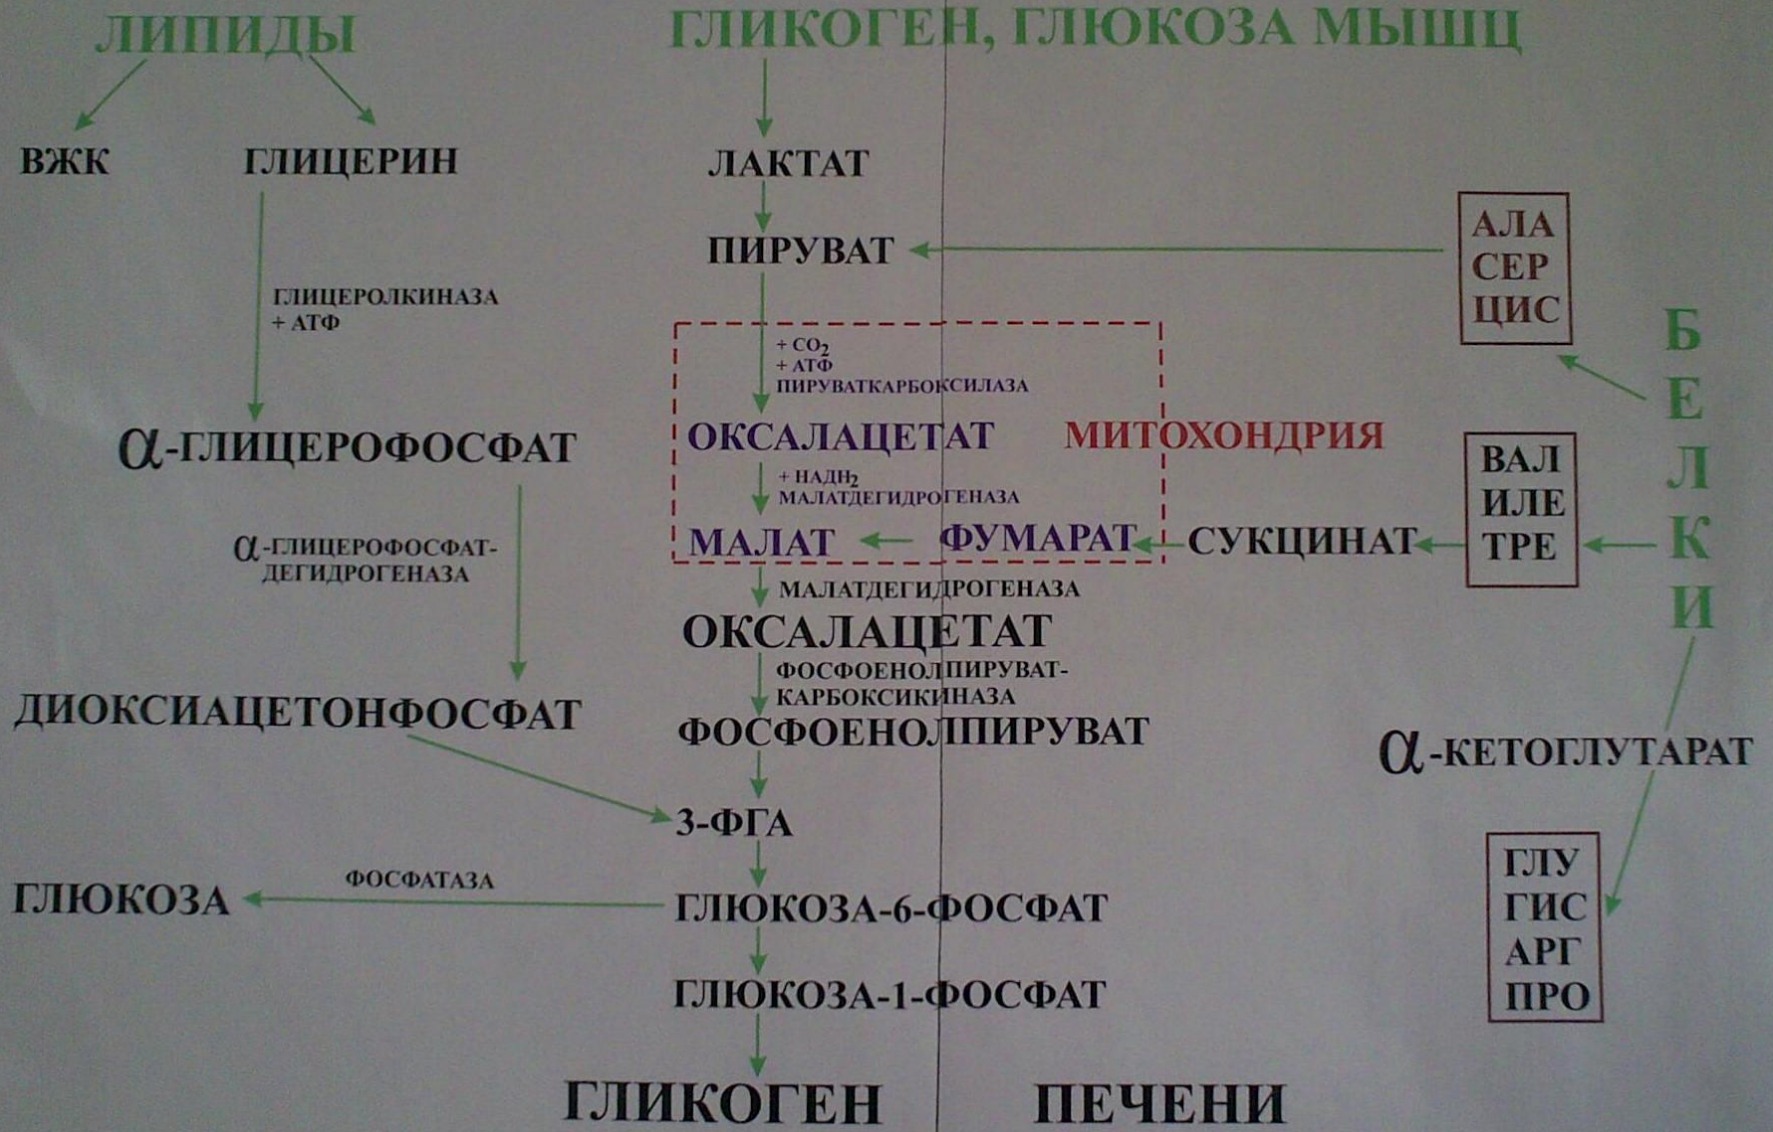 ЛИПИДЫ
ГЛИКОГЕН, ГЛЮКОЗА МЫШЦ
ВЖК
ГЛИЦЕРИН
ЛАКТАТ
ПИРУВАТ
АЛА
СЕР
ЦИС
ГЛИЦЕРОЛКИНАЗА
+ АТФ
+ CO2
+ АТФ
ПИРУВАТКАРБОКСИЛАЗА
БЕЛКИ
α-ГЛИЦЕРОФОСФАТ
ОКСАЛАЦЕТАТ
МИТОХОНДРИЯ
ВАЛ
ИЛЕ
ТРЕ
+ НАДН2
МАЛАТДЕГИДРОГЕНАЗА
МАЛАТ
ФУМАРАТ
СУКЦИНАТ
α-ГЛИЦЕРОФОСФАТ-
ДЕГИДРОГЕНАЗА
МАЛАТДЕГИДРОГЕНАЗА
ОКСАЛАЦЕТАТ
ФОСФОЕНОЛПИРУВАТ-
КАРБОКСИКИНАЗА
ДИОКСИАЦЕТОНФОСФАТ
ФОСФОЕНОЛПИРУВАТ
α-КЕТОГЛУТАРАТ
3-ФГА
ГЛУ
ГИС
АРГ
ПРО
ГЛЮКОЗА
ФОСФАТАЗА
ГЛЮКОЗА-6-ФОСФАТ
ГЛЮКОЗА-1-ФОСФАТ
ГЛИКОГЕН ПЕЧЕНИ